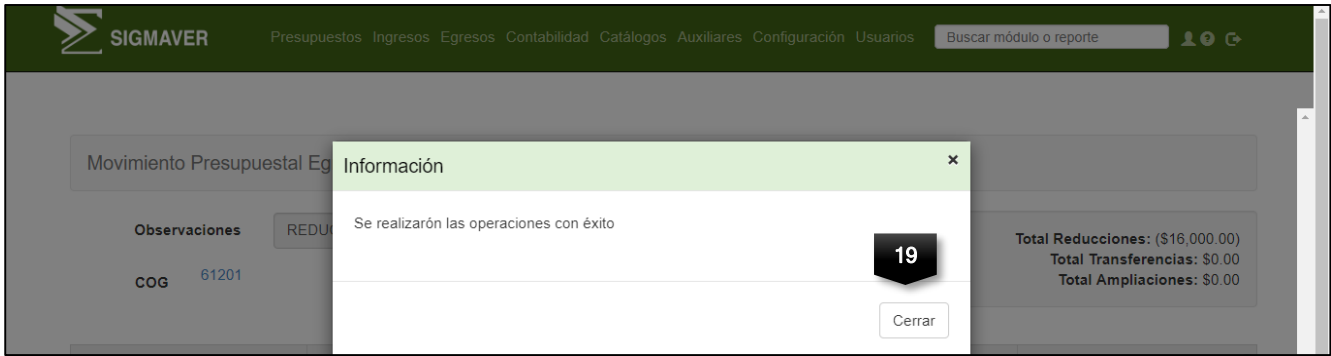 SIGMAVER Presupuestos Ingresos Egresos Contabilidad Catálogos Auxiliares Configuración Usuarios Buscar módulo o reporte
Movimiento Presupuestal Eg
Información ×
Se realizarón las operaciones con éxito
Observaciones REDU
COG 61201
19
Cerrar
Total Reducciones: ($16,000.00)
Total Transferencias: $0.00
Total Ampliaciones: $0.00